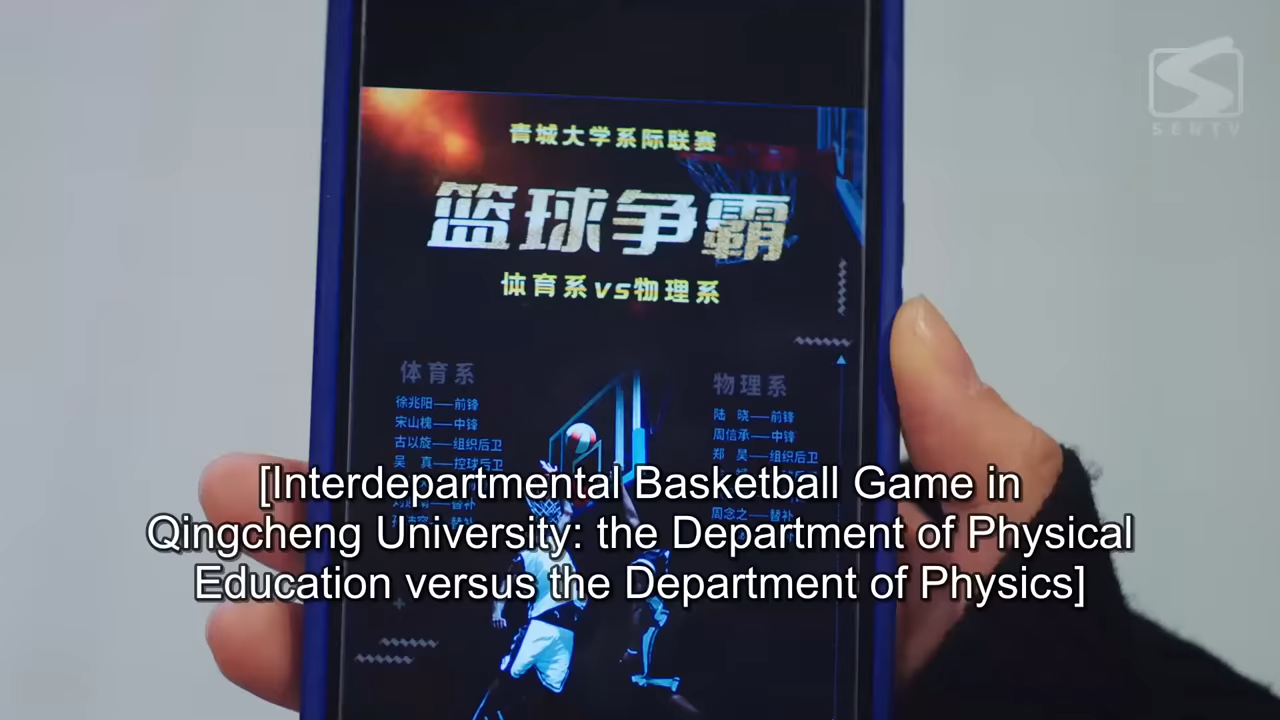 SENTV
青城大学系际联赛
篮球争霸
体育系vs物理系
体育系
徐兆阳——前锋
宋山槐——中锋
古以旋——组织后卫
吴 真——控球后卫
物理系
陆 晓——前锋
周信承——中锋
郑 昊——组织后卫
周念之——替补
[Interdepartmental Basketball Game in
Qingcheng University: the Department of Physical
Education versus the Department of Physics]